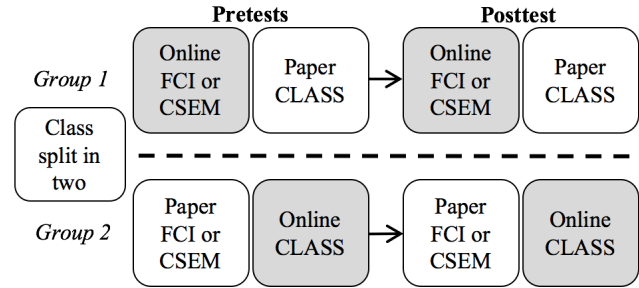 Pretests
Posttest
Group 1
Online
FCI or
CSEM
Paper
CLASS
Online
FCI or
CSEM
Paper
CLASS
Class
split in
two
Group 2
Paper
FCI or
CSEM
Online
CLASS
Paper
FCI or
CSEM
Online
CLASS